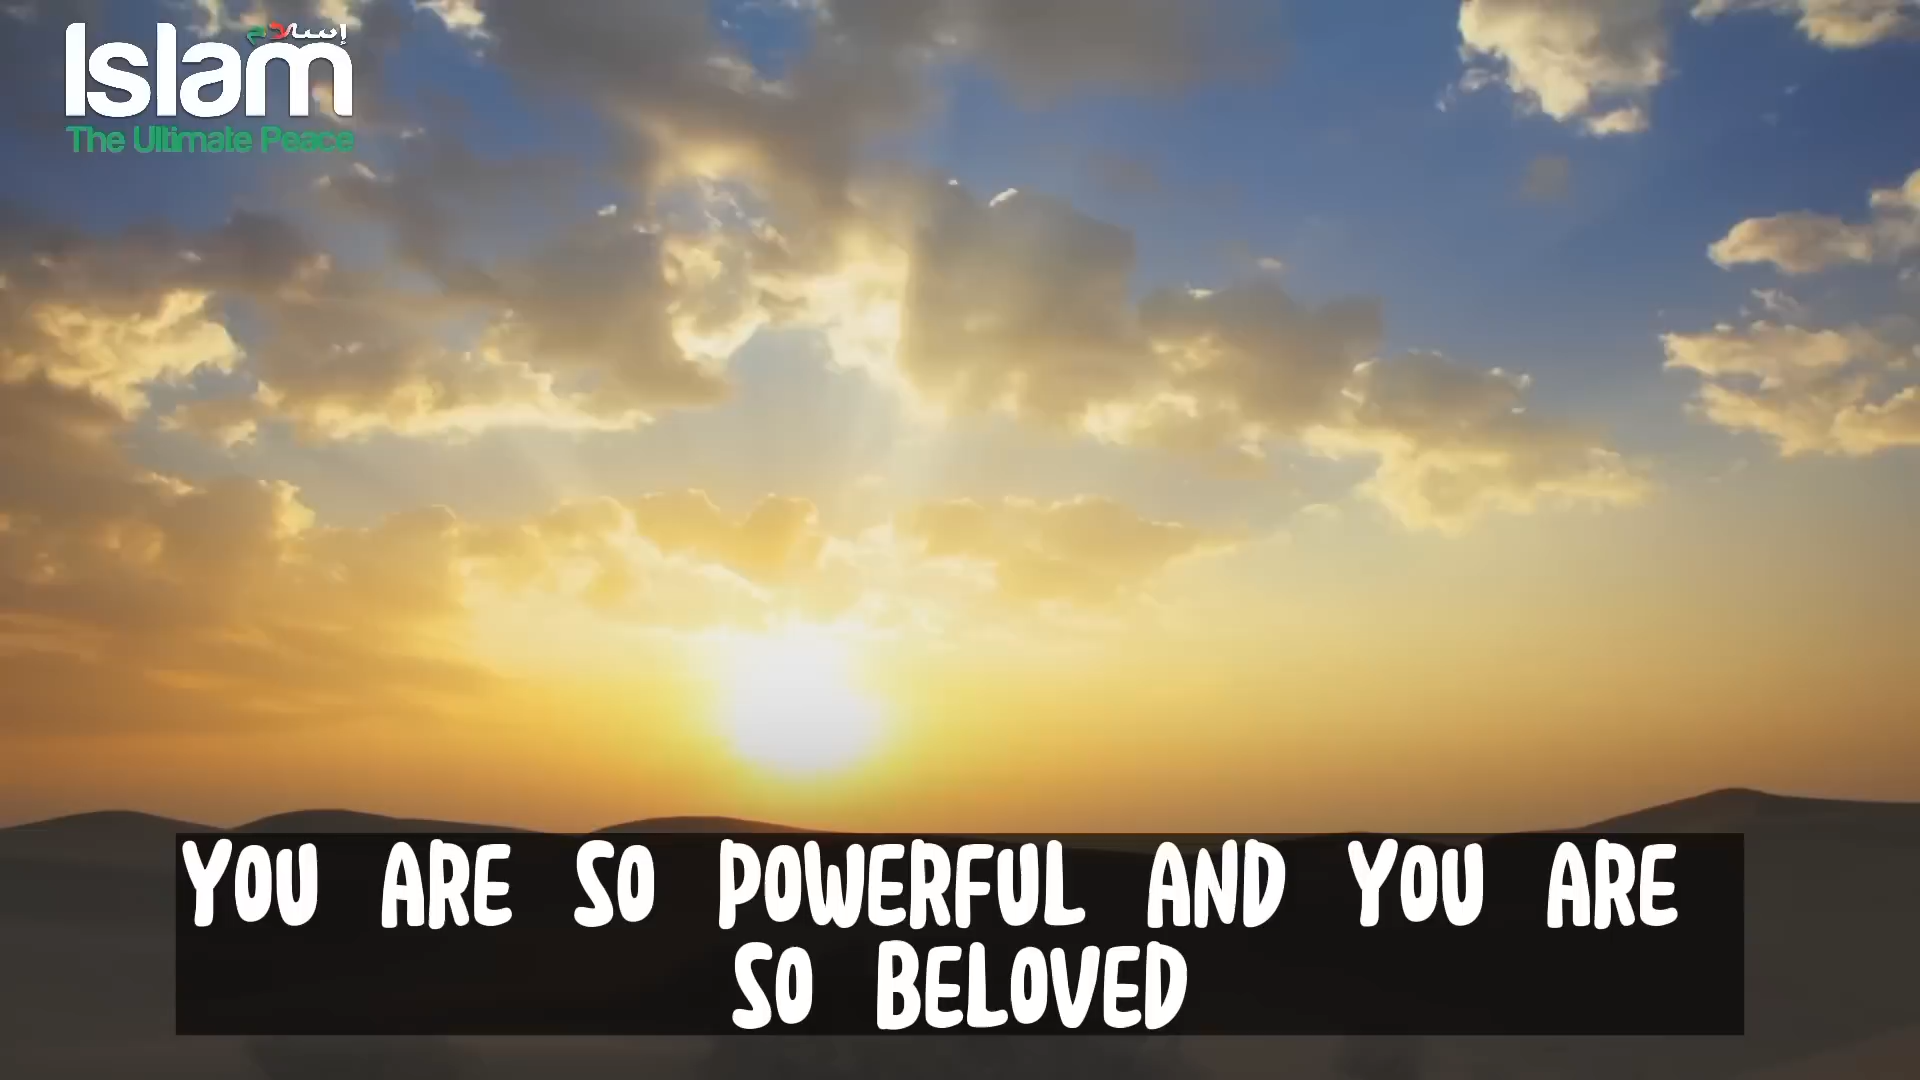 إسلام
Islam
The Ultimate Peace
YOU ARE SO POWERFUL AND YOU ARE
SO BELOVED